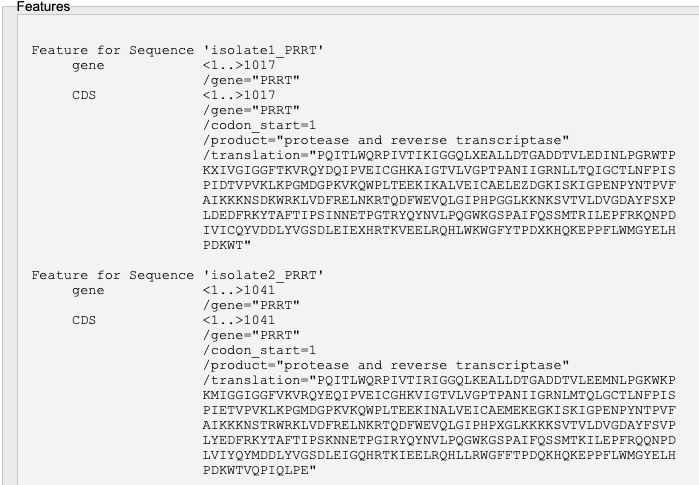 Features
Feature for Sequence 'isolate1_PRRT'
gene <1..>1017
/gene="PRRT"
CDS <1..>1017
/gene="PRRT"
/codon_start=1
/product="protease and reverse transcriptase"
/translation="PQITLWQRPIVTIKIGGQLXEALLDTGADDTVLEDINLPGRWTP
KXIVGIGGFTKVRQYDQIPVEICGHKAIGTVLVGPTPANIIGRNLLTQIGCTLNFPIS
PIDTVPVKLKPGMDGPKVKQWPLTEEKIKALVEICAELEZDGKISKIGPENPYNTPVF
AIKKKNSDKWRKLVDFRELNKRTQDFWEVQLGIPHPGGLKKNKSVTVLDVGDAYFSXP
LDEDFRKYTAFTIPSINNETPGTRYQYNVLPQGWKGSPAIFQSSMTRILEPFRKQNPD
IVICQYVDDLYVGSDLEIEXHRTKVEELRQHLWKWGFYTPDXKHQKEPPFLWMGYELH
PDKWT"
Feature for Sequence 'isolate2_PRRT'
gene <1..>1041
/gene="PRRT"
CDS <1..>1041
/gene="PRRT"
/codon_start=1
/product="protease and reverse transcriptase"
/translation="PQITLWQRPIVTIRIGGQLKEALLDTGADDTVLEEMNLPGKWKP
KMIGGIGGFVKVRQYEQIPVEICGHKVIGTVLVGPTPANIIGRNLMTQLGCTLNFPIS
PIETVPVKLKPGMDGPKVKQWPLTEEKINALVEICAEMEKEGKISKIGPENPYNTPVF
AIKKKNSTRWRKLVDFRELNKRTQDFWEVQLGIPHPXGLKKKKSVTVLDVGDAYFSVP
LYEDFRKYTAFTIPSKNNETPGIRYQYNVLPQGWKGSPAIFQSSMTKILEPFRQQNPD
LVIYQYMDDLYVGSDLEIGQHRTKIEELRQHLLRWGFFTPDQKHQKEPPFLWMGYELH
PDKWTVQPIQLPE"